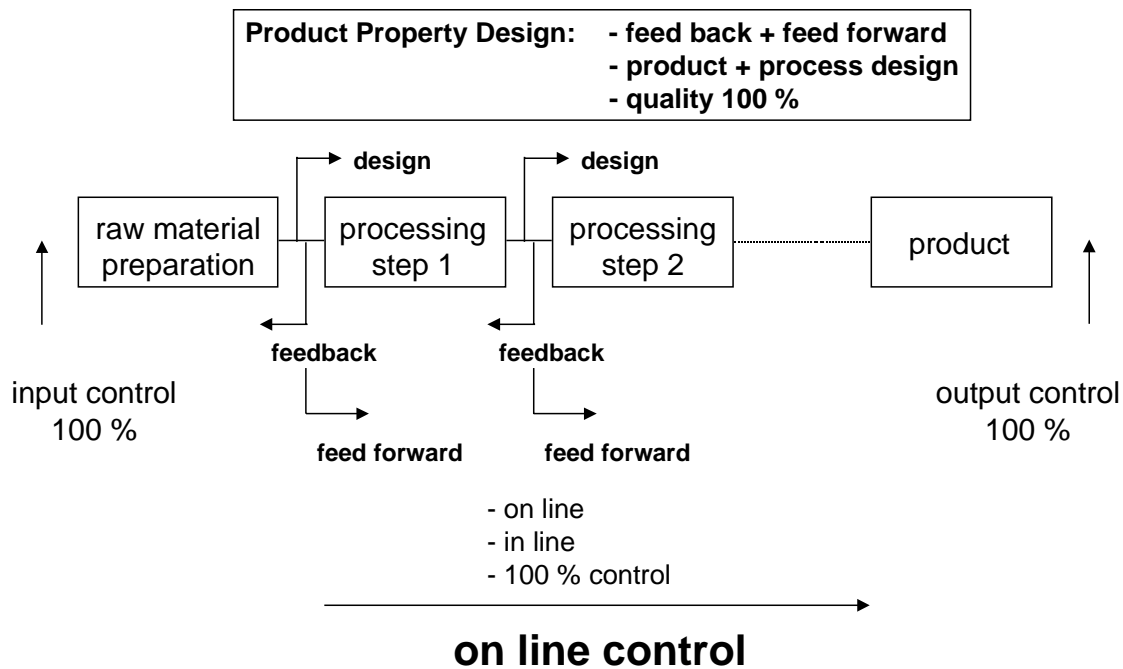 Product Property Design: - feed back + feed forward
- product + process design
- quality 100 %
design
design
raw material
preparation
processing
step 1
processing
step 2
product
feedback
feedback
input control
100 %
output control
100 %
feed forward
feed forward
- on line
- in line
- 100 % control
on line control